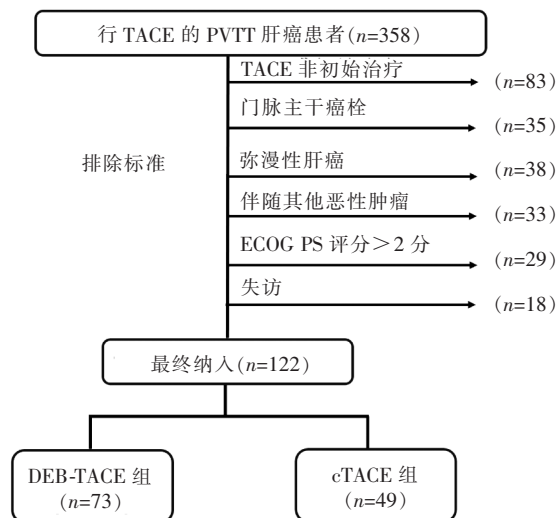 行 TACE 的 PVTT 肝癌患者(n=358)
TACE 非初始治疗
(n=83)
门脉主干癌栓
(n=35)
排除标准
弥漫性肝癌
(n=38)
伴随其他恶性肿瘤
(n=33)
ECOG PS 评分＞2 分
(n=29)
失访
(n=18)
最终纳入(n=122)
DEB-TACE 组
(n=73)
cTACE 组
(n=49)